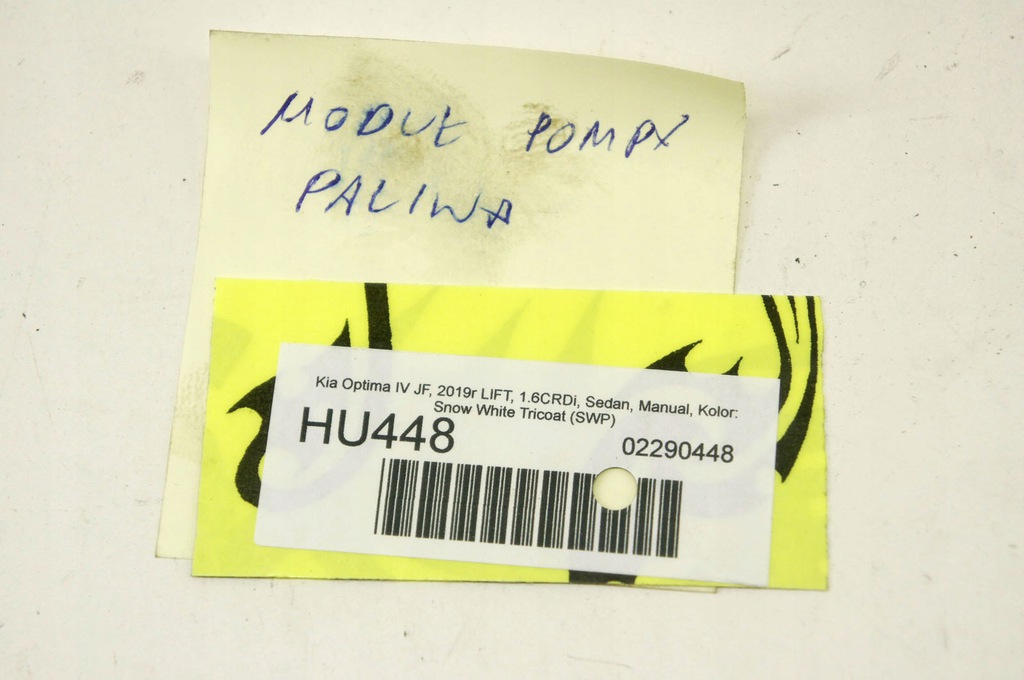 MODUŁ POMPY
PALIWA
Kia Optima IV JF, 2019r LIFT, 1.6CRDi, Sedan, Manual, Kolor:
Snow White Tricoat (SWP)
HU448 02290448